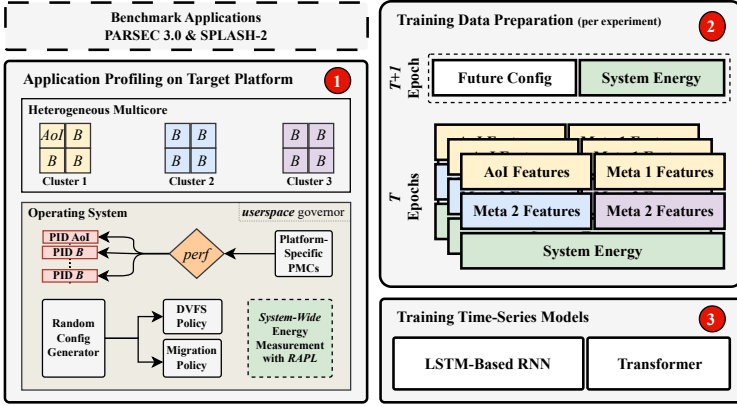 Benchmark Applications
PARSEC 3.0 & SPLASH-2
Application Profiling on Target Platform 1
Heterogeneous Multicore
AoI B
B B
Cluster 1
B B
B B
Cluster 2
B B
B B
Cluster 3
Operating System
userspace governor
PID AoI
PID B
PID B
perf
Platform-
Specific
PMCs
Random
Config
Generator
DVFS
Policy
Migration
Policy
System-Wide
Energy
Measurement
with RAPL
Training Data Preparation (per experiment) 2
T+1
Epoch
Future Config
System Energy
T
Epochs
AoI Features
Meta 1 Features
Meta 2 Features
Meta 2 Features
System Energy
Training Time-Series Models 3
LSTM-Based RNN
Transformer